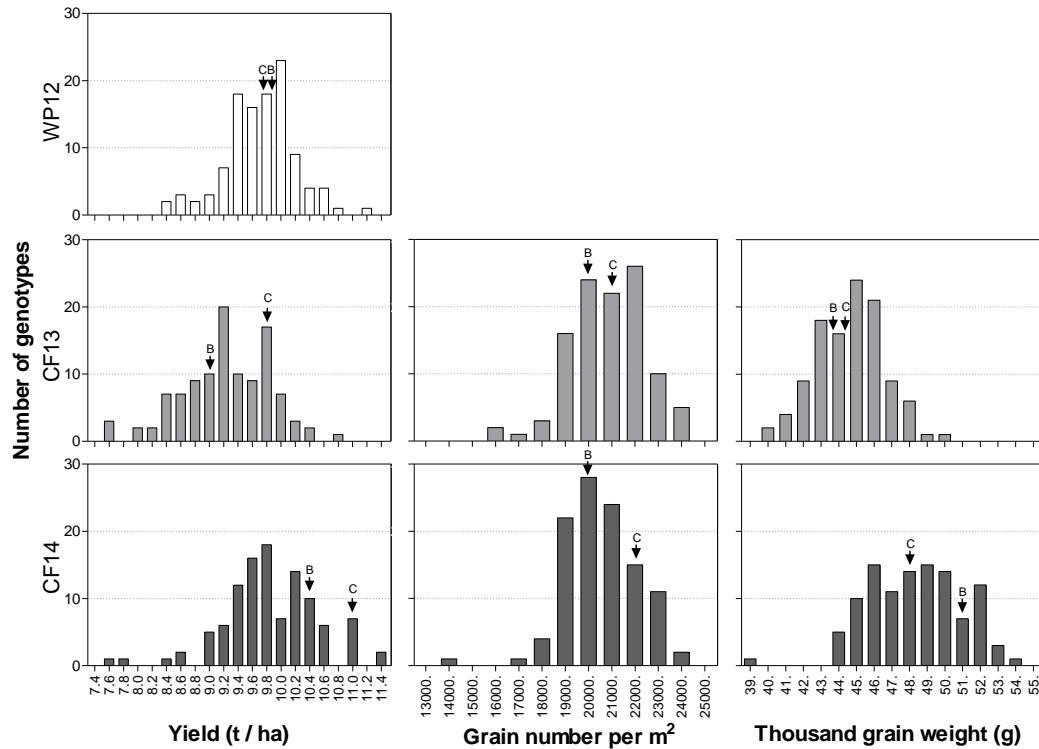 30
20
10
0
WP12
C B
30
20
10
0
CF13
B
C
B
C
B C
30
20
10
0
CF14
B
C
B
C
C
B
Number of genotypes
7.4 7.6 7.8 8.0 8.2 8.4 8.6 8.8 9.0 9.2 9.4 9.6 9.8 10.0 10.2 10.4 10.6 10.8 11.0 11.2 11.4
13000. 14000. 15000. 16000. 17000. 18000. 19000. 20000. 21000. 22000. 23000. 24000. 25000.
39. 40. 41. 42. 43. 44. 45. 46. 47. 48. 49. 50. 51. 52. 53. 54. 55.
Yield (t / ha)
Grain number per m²
Thousand grain weight (g)